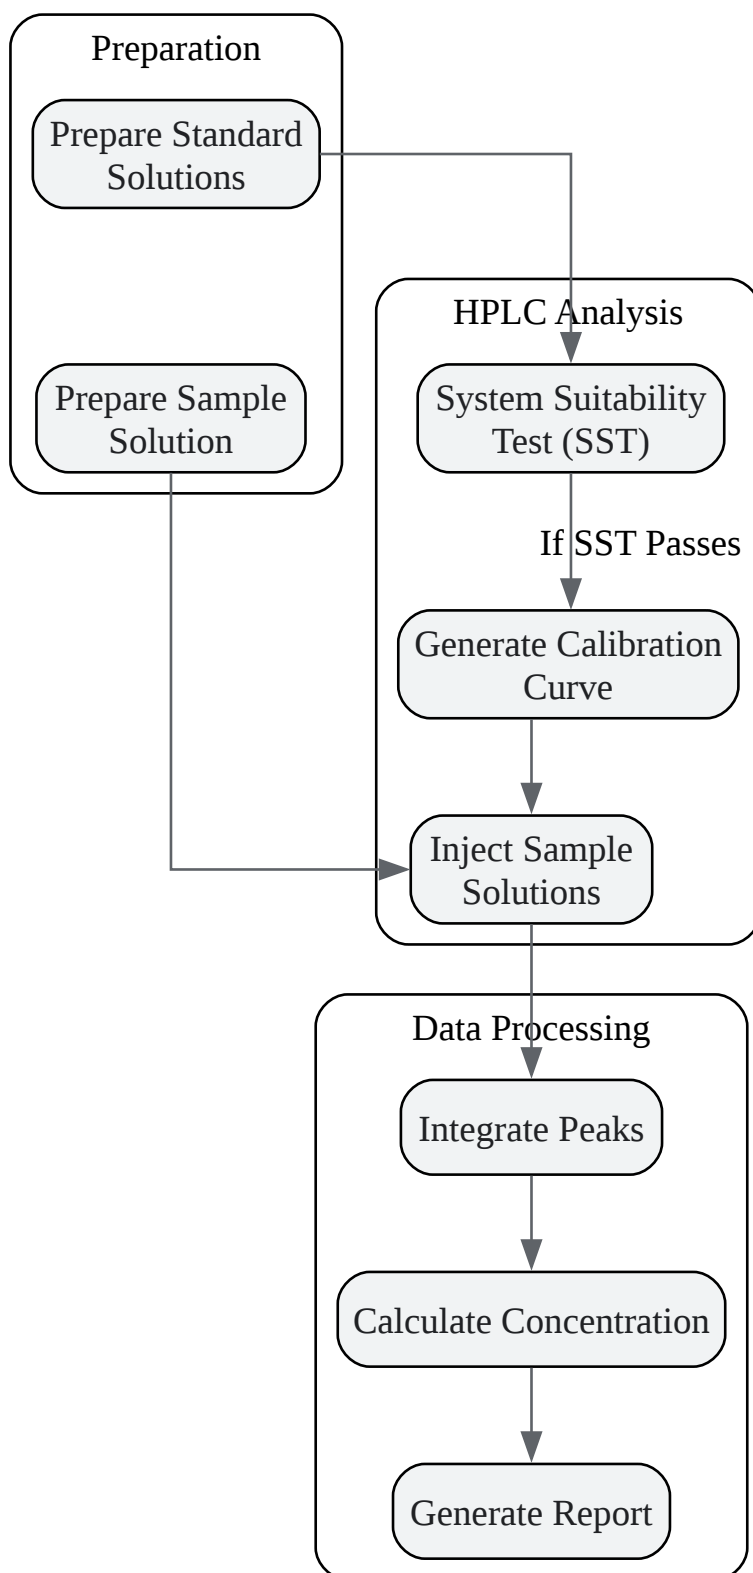 Preparation
Prepare Standard
Solutions
HPLC Analysis
Prepare Sample
Solution
System Suitability
Test (SST)
If SST Passes
Generate Calibration
Curve
Inject Sample
Solutions
Data Processing
Integrate Peaks
Calculate Concentration
Generate Report